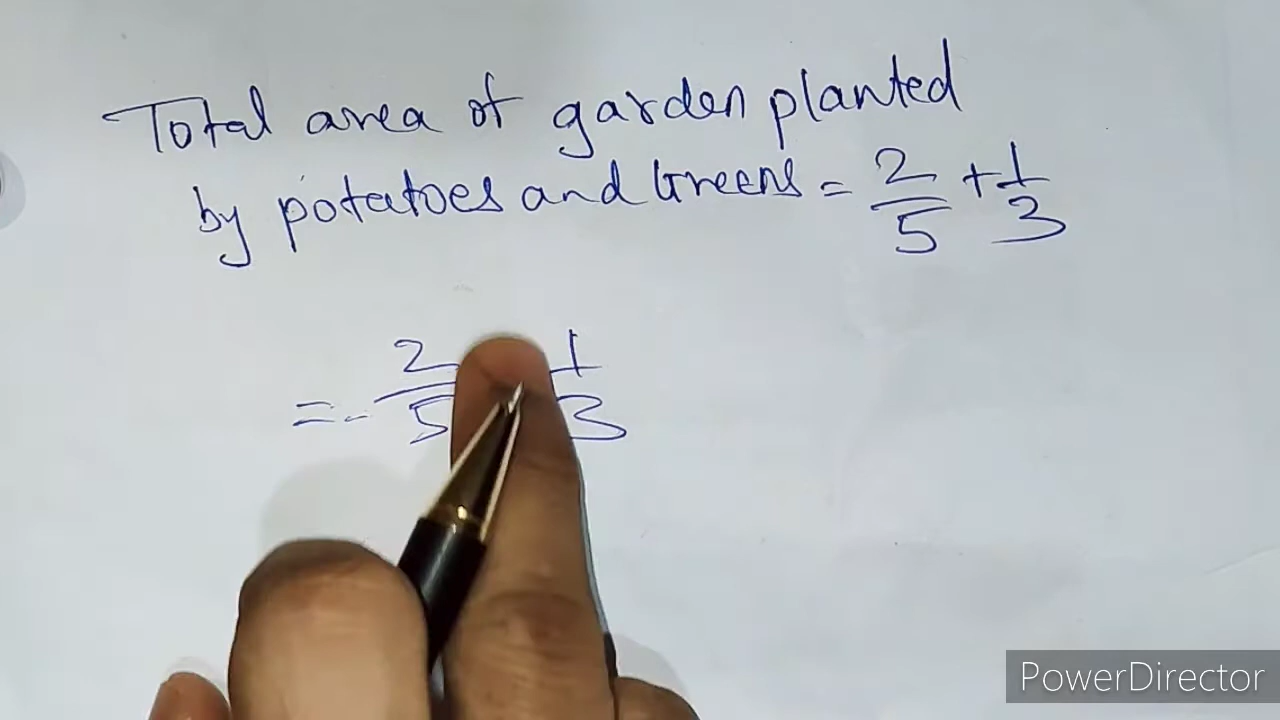 Total area of garden planted
by potatoes and Greens = 2/5 + 1/3
= 2/5 1/3
PowerDirector